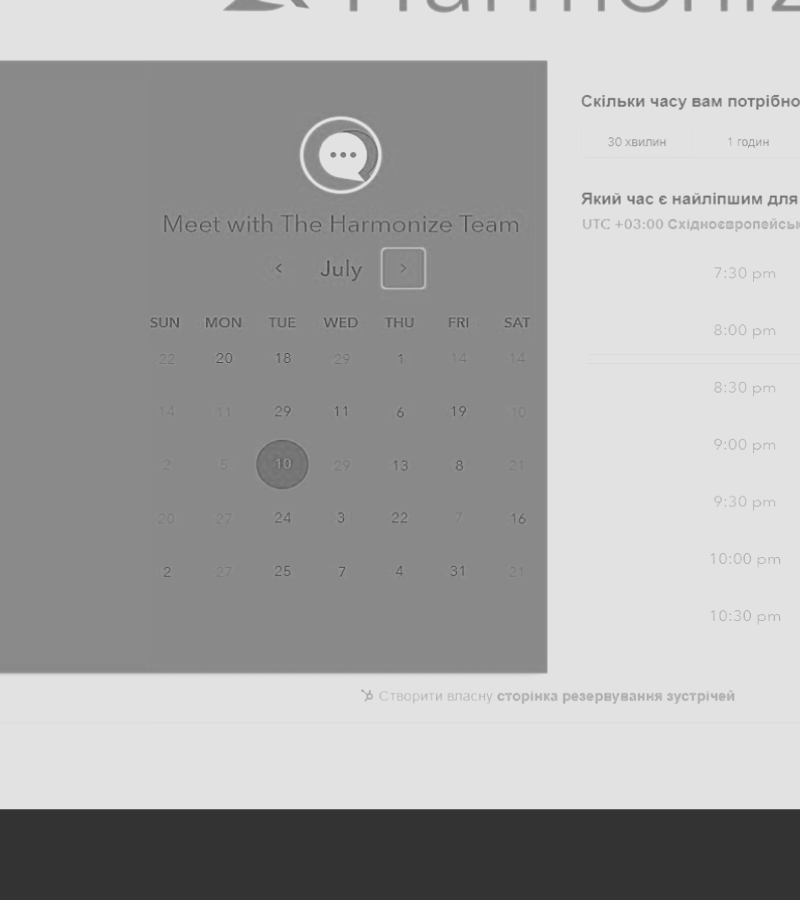 Скільки часу вам потрібно
30 хвилин 1 годин
Meet with The Harmonize Team
July
Який час є найліпшим для
UTC +03:00
SUN MON TUE WED THU FRI SAT
22 20 18 29 1 14 14
14 11 29 11 6 19 10
2 5 10 29 13 8 21
20 27 24 3 22 7 16
2 27 25 7 4 31 21
7:30 pm
8:00 pm
8:30 pm
9:00 pm
9:30 pm
10:00 pm
10:30 pm
Створити власну сторінка резервування зустрічей